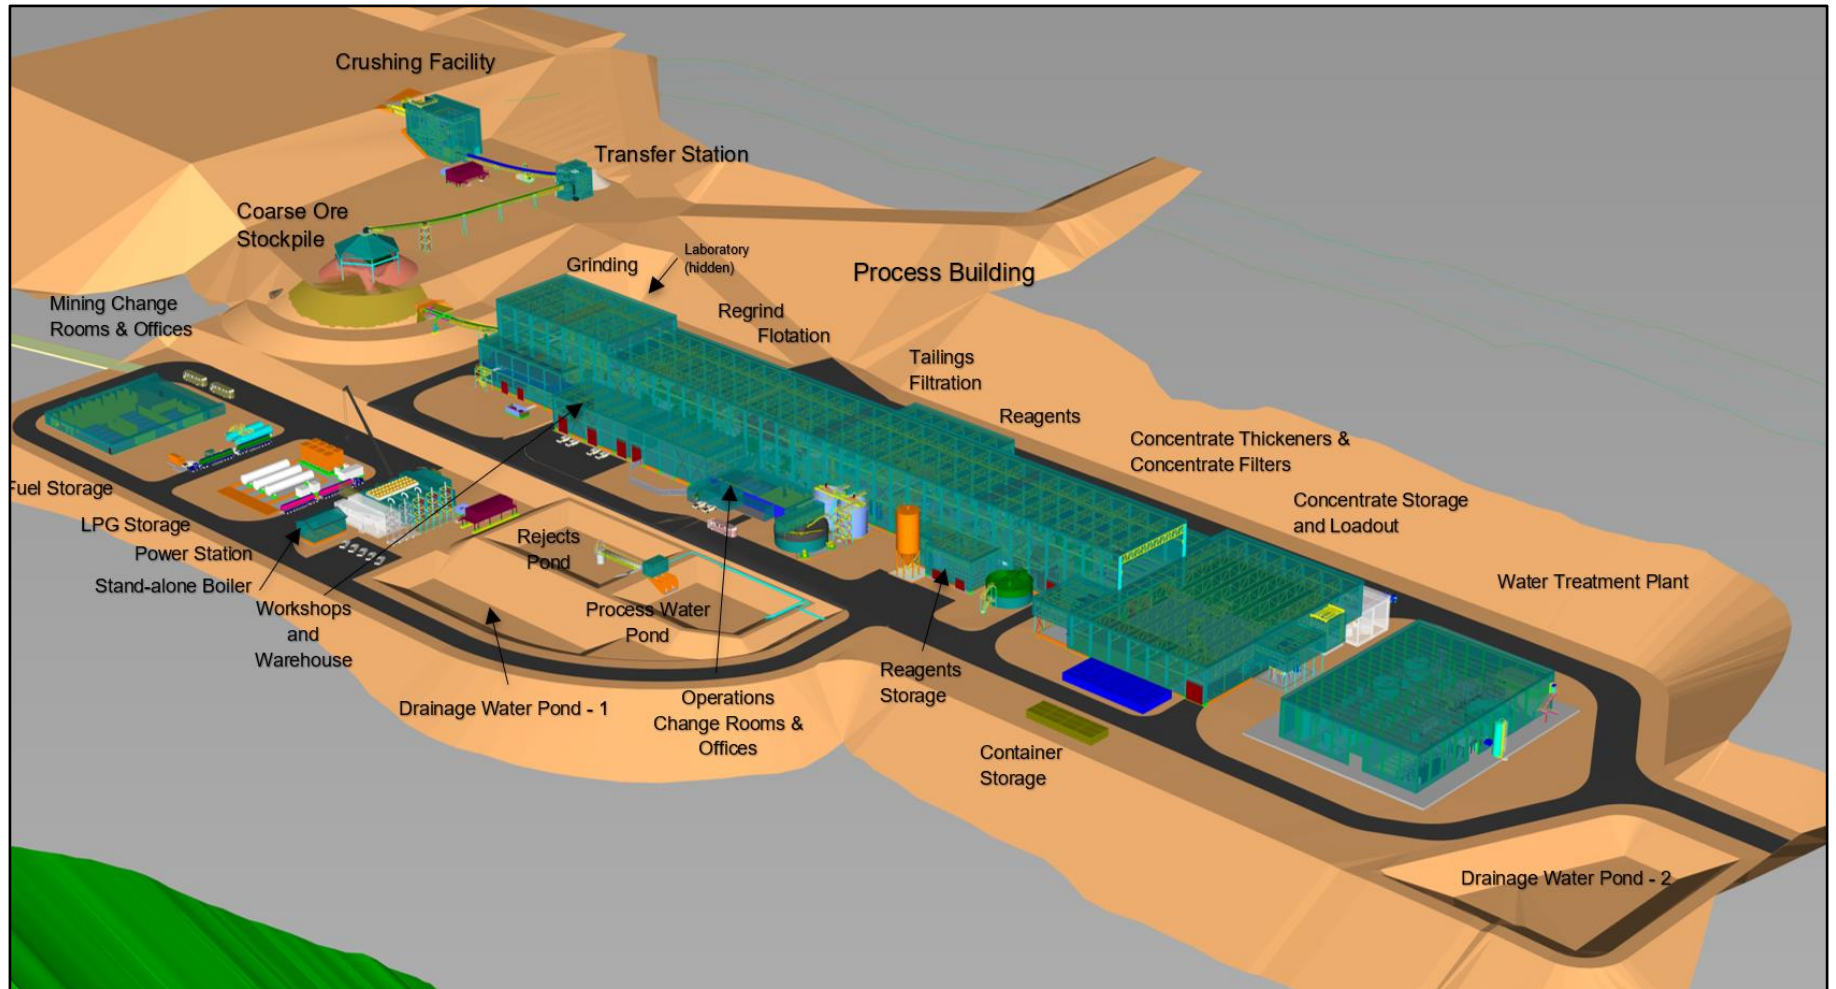 Crushing Facility
Transfer Station
Coarse Ore
Stockpile
Laboratory
(hidden)
Grinding
Process Building
Mining Change
Rooms & Offices
Regrind
Flotation
Tailings
Filtration
Reagents
Concentrate Thickeners &
Concentrate Filters
Concentrate Storage
and Loadout
Fuel Storage
LPG Storage
Power Station
Stand-alone Boiler
Rejects
Pond
Water Treatment Plant
Workshops
and
Warehouse
Process Water
Pond
Reagents
Storage
Drainage Water Pond - 1
Operations
Change Rooms &
Offices
Container
Storage
Drainage Water Pond - 2